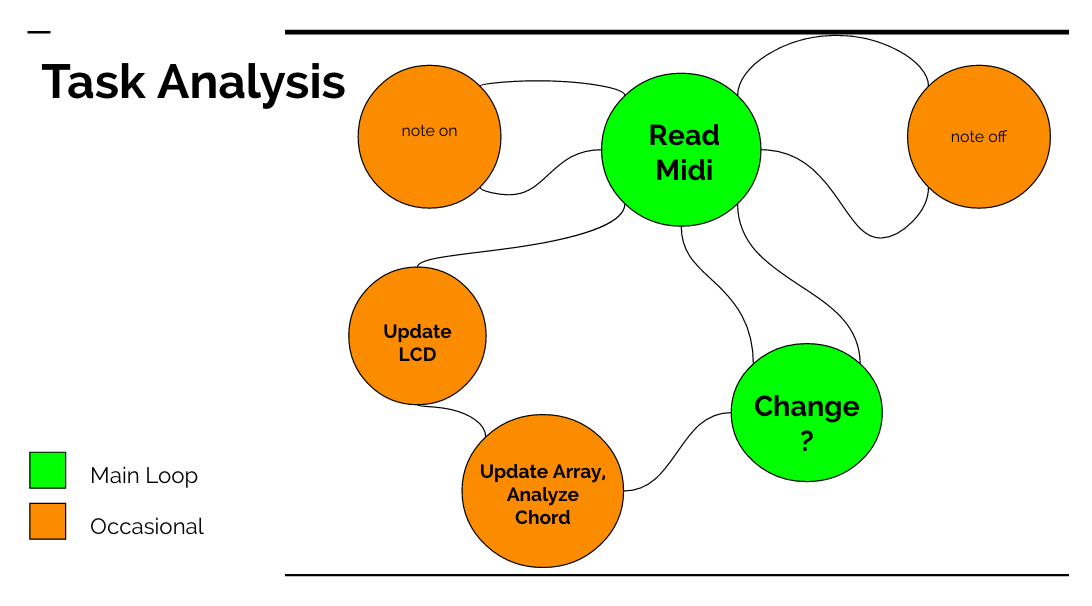 Task Analysis
note on
Read
Midi
note off
Update
LCD
Change
?
Update Array,
Analyze
Chord
Main Loop
Occasional